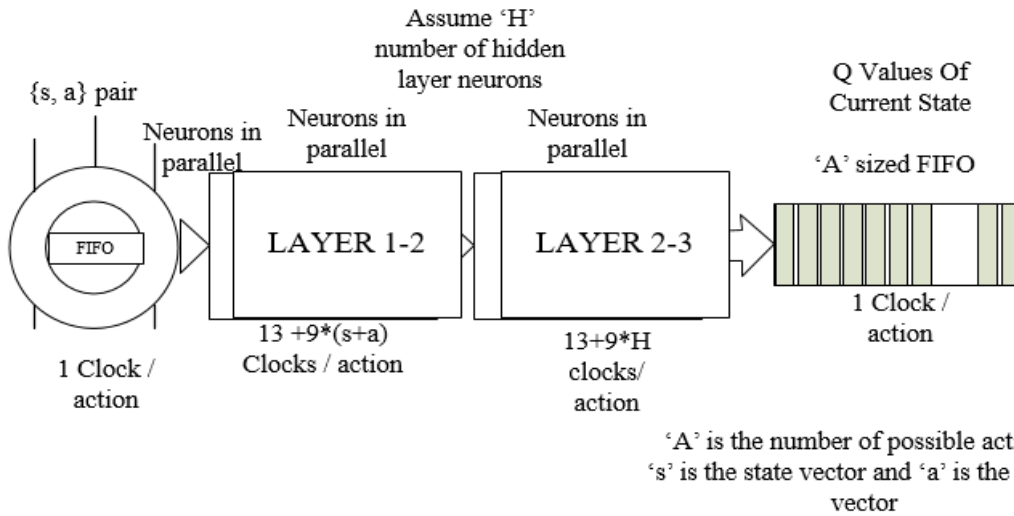 Assume ‘H’
number of hidden
layer neurons
{s, a} pair
Neurons in
parallel
Neurons in
parallel
Neurons in
parallel
Q Values Of
Current State
‘A’ sized FIFO
FIFO
LAYER 1-2
LAYER 2-3
1 Clock /
action
13 +9*(s+a)
Clocks / action
13+9*H
clocks/
action
1 Clock /
action
‘A’ is the number of possible act
‘s’ is the state vector and ‘a’ is the
vector